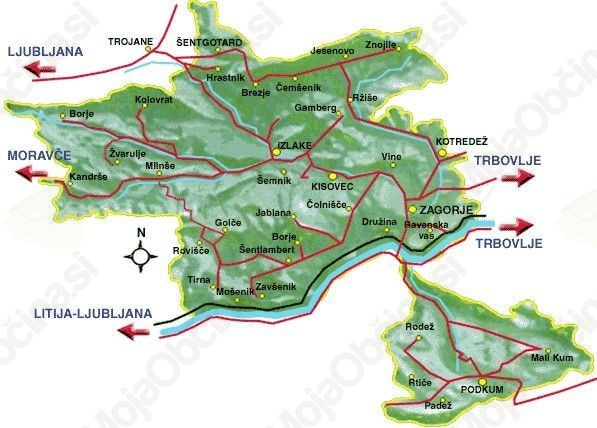 TROJANE
ŠENTGOTARD
LJUBLJANA
Jesenovo
Znojile
Hrastnik
Brezje
Čemšenik
Kolovrat
Ržiše
Borje
Gamberg
KOTREDEŽ
MORAVČE
Žvarulje
Mlinše
IZLAKE
Vine
TRBOVLJE
Kandrše
Šemnik
KISOVEC
Čolnišče
ZAGORJE
Jablana
Golče
Družina
Ravenska
vas
TRBOVLJE
N
Rovišče
Borje
Šentlambert
Tirna
Mošenik
Zavšenik
LITIJA-LJUBLJANA
Rodež
Mali Kum
Rtiče
PODKUM
Padež
MojaObčina.si